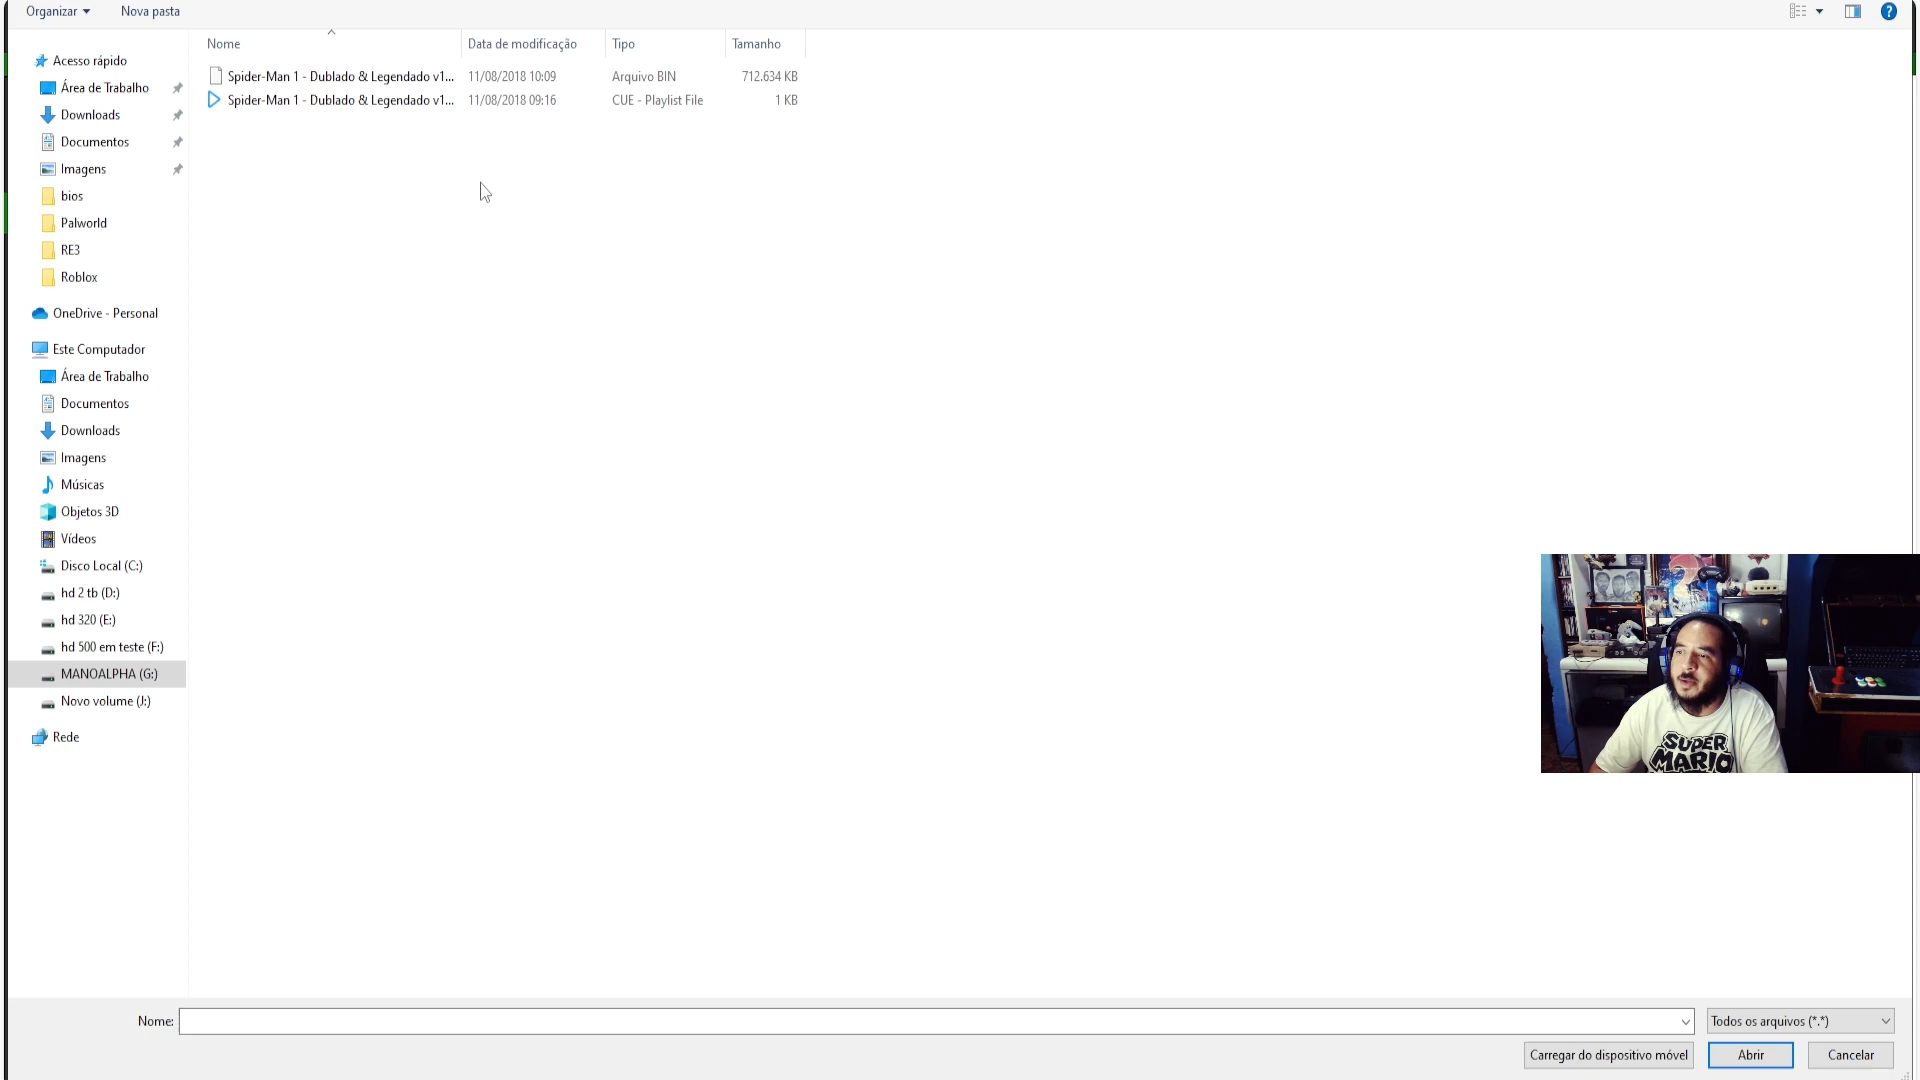 Organizar
Nova pasta
Nome
Data de modificação
Tipo
Tamanho
Spider-Man 1 - Dublado & Legendado v1... 11/08/2018 10:09 Arquivo BIN 712.634 KB
Spider-Man 1 - Dublado & Legendado v1... 11/08/2018 09:16 CUE - Playlist File 1 KB
Acesso rápido
Área de Trabalho
Downloads
Documentos
Imagens
bios
Palworld
RE3
Roblox
OneDrive - Personal
Este Computador
Área de Trabalho
Documentos
Downloads
Imagens
Músicas
Objetos 3D
Vídeos
Disco Local (C:)
hd 2 tb (D:)
hd 320 (E:)
hd 500 em teste (F:)
MANOALPHA (G:)
Novo volume (J:)
Rede
SUPER
MARIO
Nome:
Todos os arquivos (*.*)
Carregar do dispositivo móvel
Abrir
Cancelar